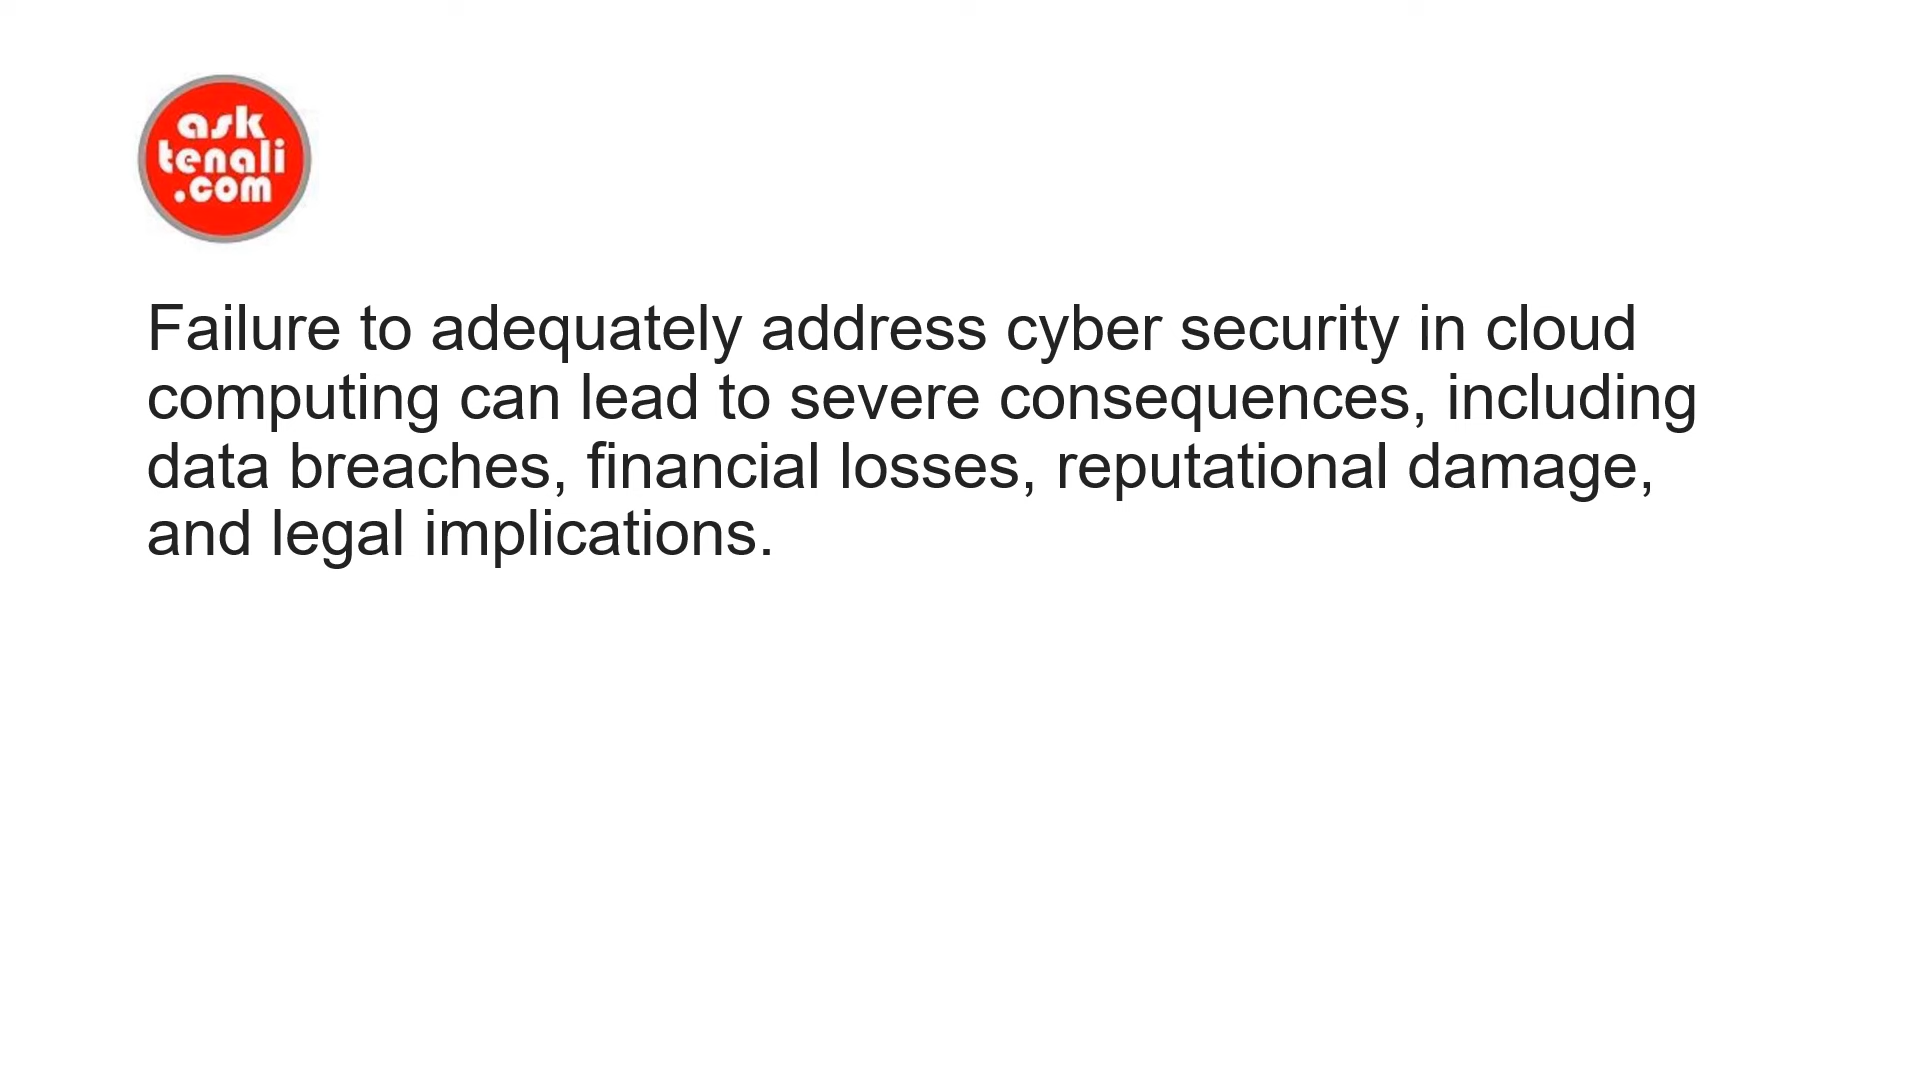 ask
tenali
.com
Failure to adequately address cyber security in cloud
computing can lead to severe consequences, including
data breaches, financial losses, reputational damage,
and legal implications.